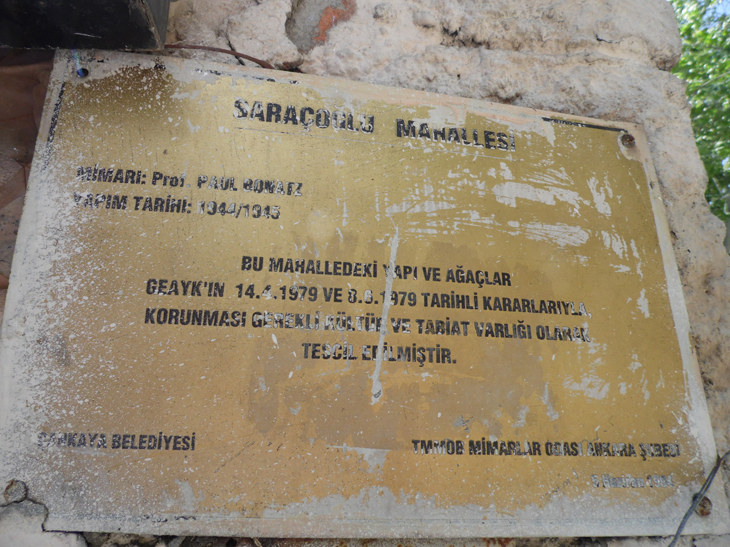 SARAÇOĞLU MAHALLESİ
MİMARI: Prof. PAUL BONATZ
YAPIM TARİHİ: 1944/1945
BU MAHALLEDEKİ YAPI VE AĞAÇLAR
GEAYK'IN 14.4.1979 VE 8.6.1979 TARİHLİ KARARLARIYLA,
KORUNMASI GEREKLİ KÜLTÜR VE TABİAT VARLIĞI OLARAK
TESCİL EDİLMİŞTİR.
ÇANKAYA BELEDİYESİ
TMMOB MİMARLAR ODASI ANKARA ŞUBESİ